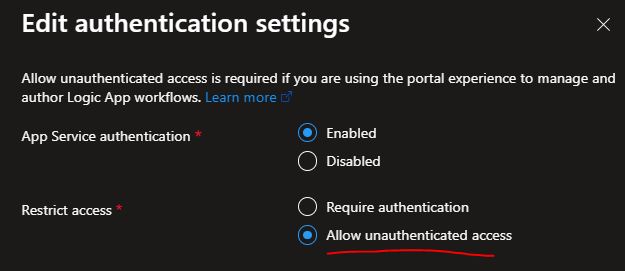 Edit authentication settings
Allow unauthenticated access is required if you are using the portal experience to manage and
author Logic App workflows. Learn more
App Service authentication *
Enabled
Disabled
Restrict access *
Require authentication
Allow unauthenticated access